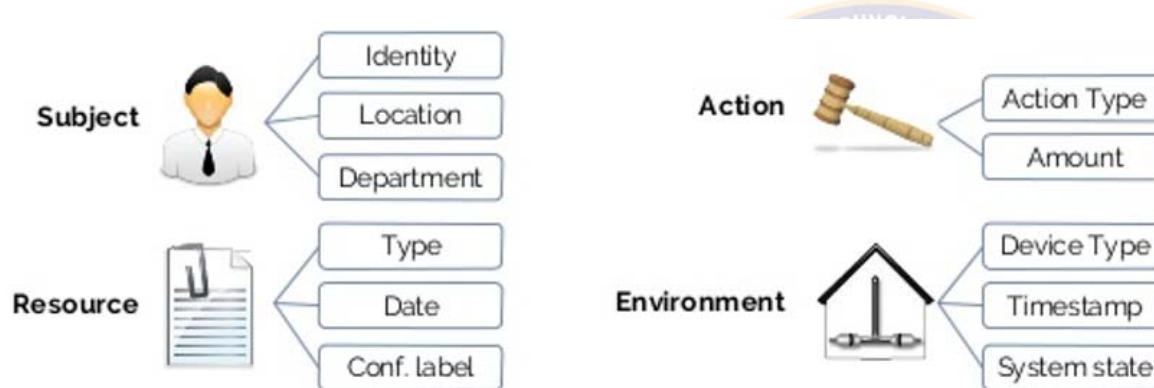 Subject
Identity
Location
Department
Resource
Type
Date
Conf. label
Action
Action Type
Amount
Environment
Device Type
Timestamp
System state